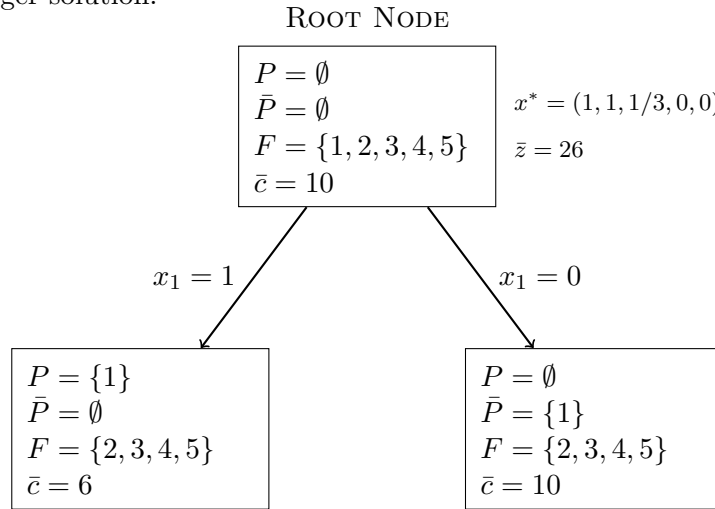 ger solution.
ROOT NODE
P = ∅
P̄ = ∅
F = {1, 2, 3, 4, 5}
c̄ = 10
x* = (1, 1, 1/3, 0, 0)
z̄ = 26
x₁ = 1
x₁ = 0
P = {1}
P̄ = ∅
F = {2, 3, 4, 5}
c̄ = 6
P = ∅
P̄ = {1}
F = {2, 3, 4, 5}
c̄ = 10